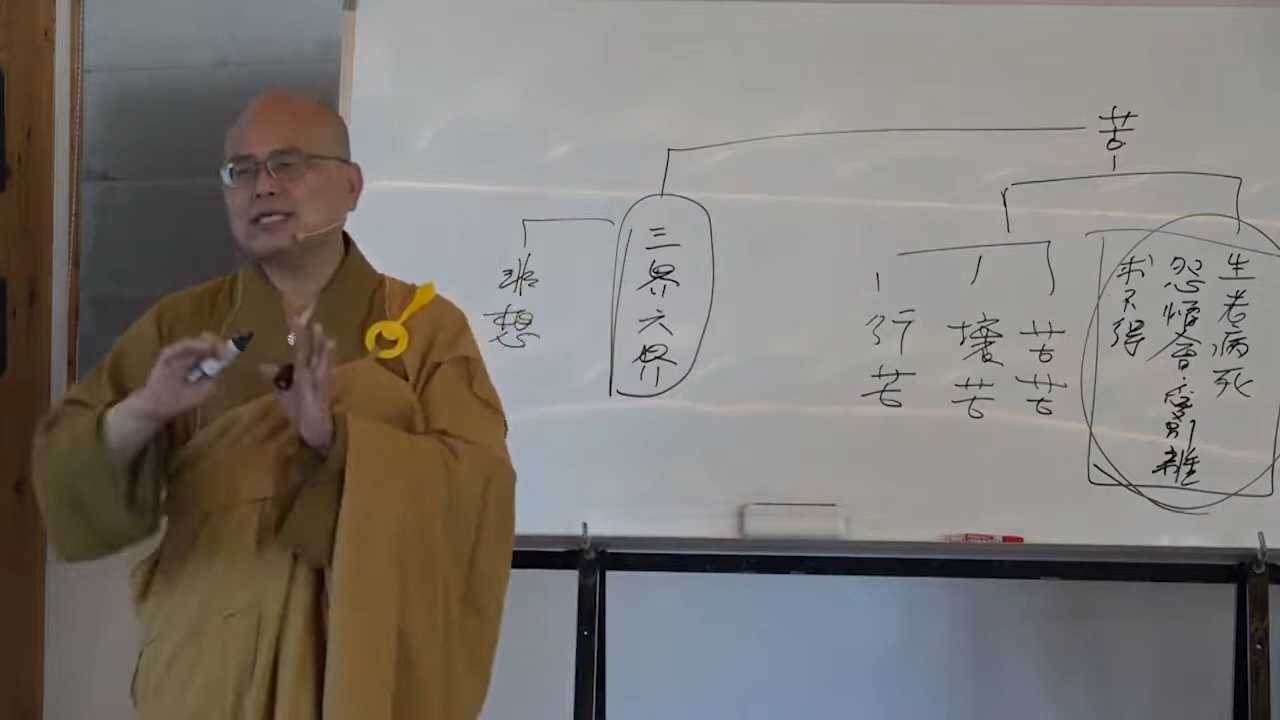 苦
生老病死
怨憎會愛別離
求不得
苦苦
壞苦
行苦
三界六界
非想